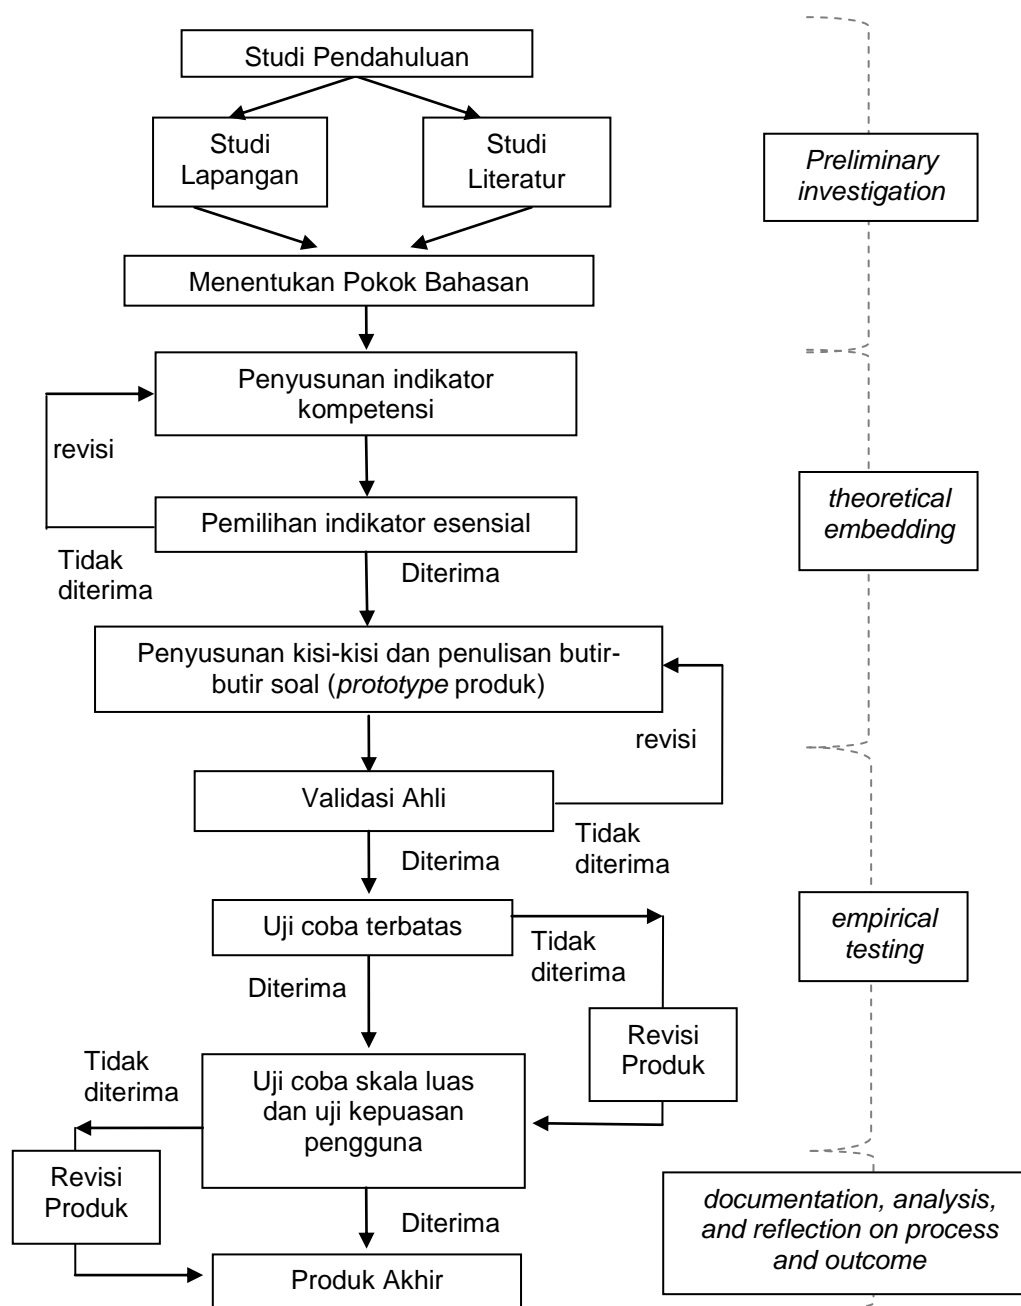 Studi Pendahuluan
Studi
Lapangan
Studi
Literatur
Preliminary
investigation
Menentukan Pokok Bahasan
Penyusunan indikator
kompetensi
revisi
Pemilihan indikator esensial
theoretical
embedding
Tidak
diterima
Diterima
Penyusunan kisi-kisi dan penulisan butir-
butir soal (prototype produk)
revisi
Validasi Ahli
Tidak
diterima
Diterima
Uji coba terbatas
Tidak
diterima
empirical
testing
Diterima
Revisi
Produk
Tidak
diterima
Uji coba skala luas
dan uji kepuasan
pengguna
Revisi
Produk
Diterima
documentation, analysis,
and reflection on process
and outcome
Produk Akhir